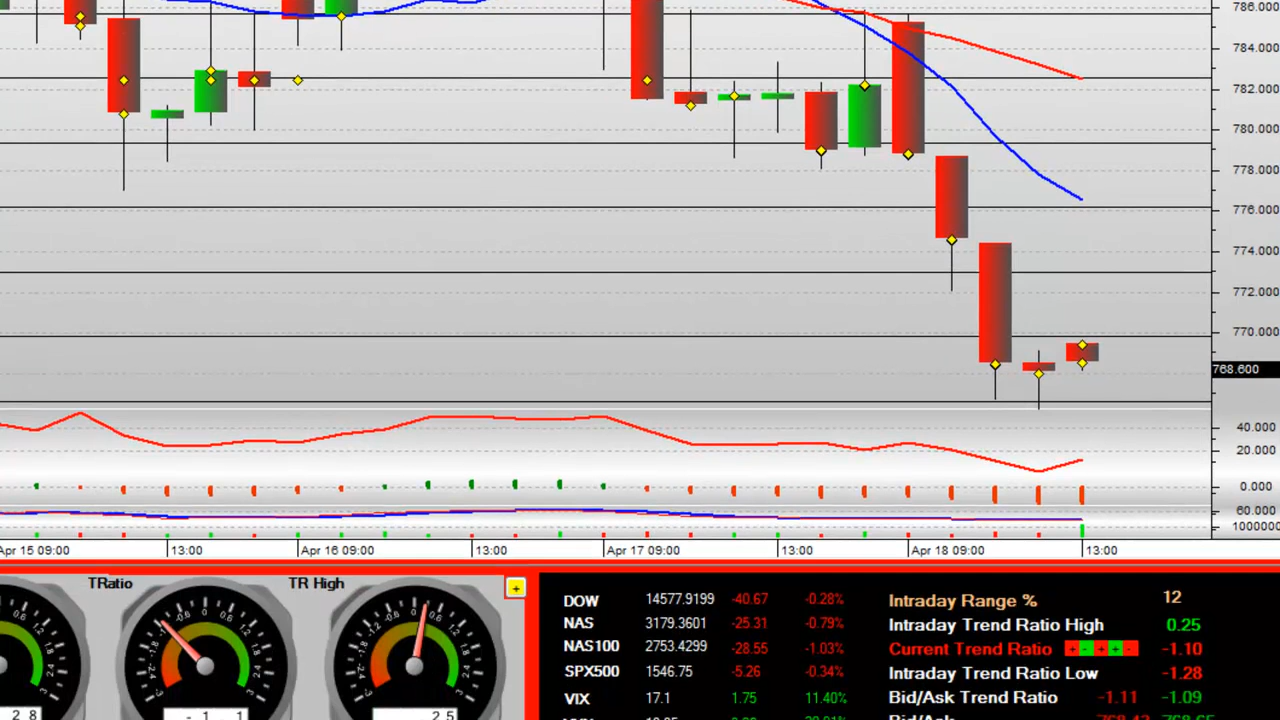 786.000
784.000
782.000
780.000
778.000
776.000
774.000
772.000
770.000
768.600
40.000
20.000
0.000
60.000
1000000
Apr 15 09:00 13:00 Apr 16 09:00 13:00 Apr 17 09:00 13:00 Apr 18 09:00 13:00
TRatio TR High +
DOW 14577.9199 -40.67 -0.28% Intraday Range % 12
NAS 3179.3601 -25.31 -0.79% Intraday Trend Ratio High 0.25
NAS100 2753.4299 -28.55 -1.03% Current Trend Ratio + - + + - -1.10
SPX500 1546.75 -5.26 -0.34% Intraday Trend Ratio Low -1.28
VIX 17.1 1.75 11.40% Bid/Ask Trend Ratio -1.11 -1.09
Bid/Ask 768.43 768.65